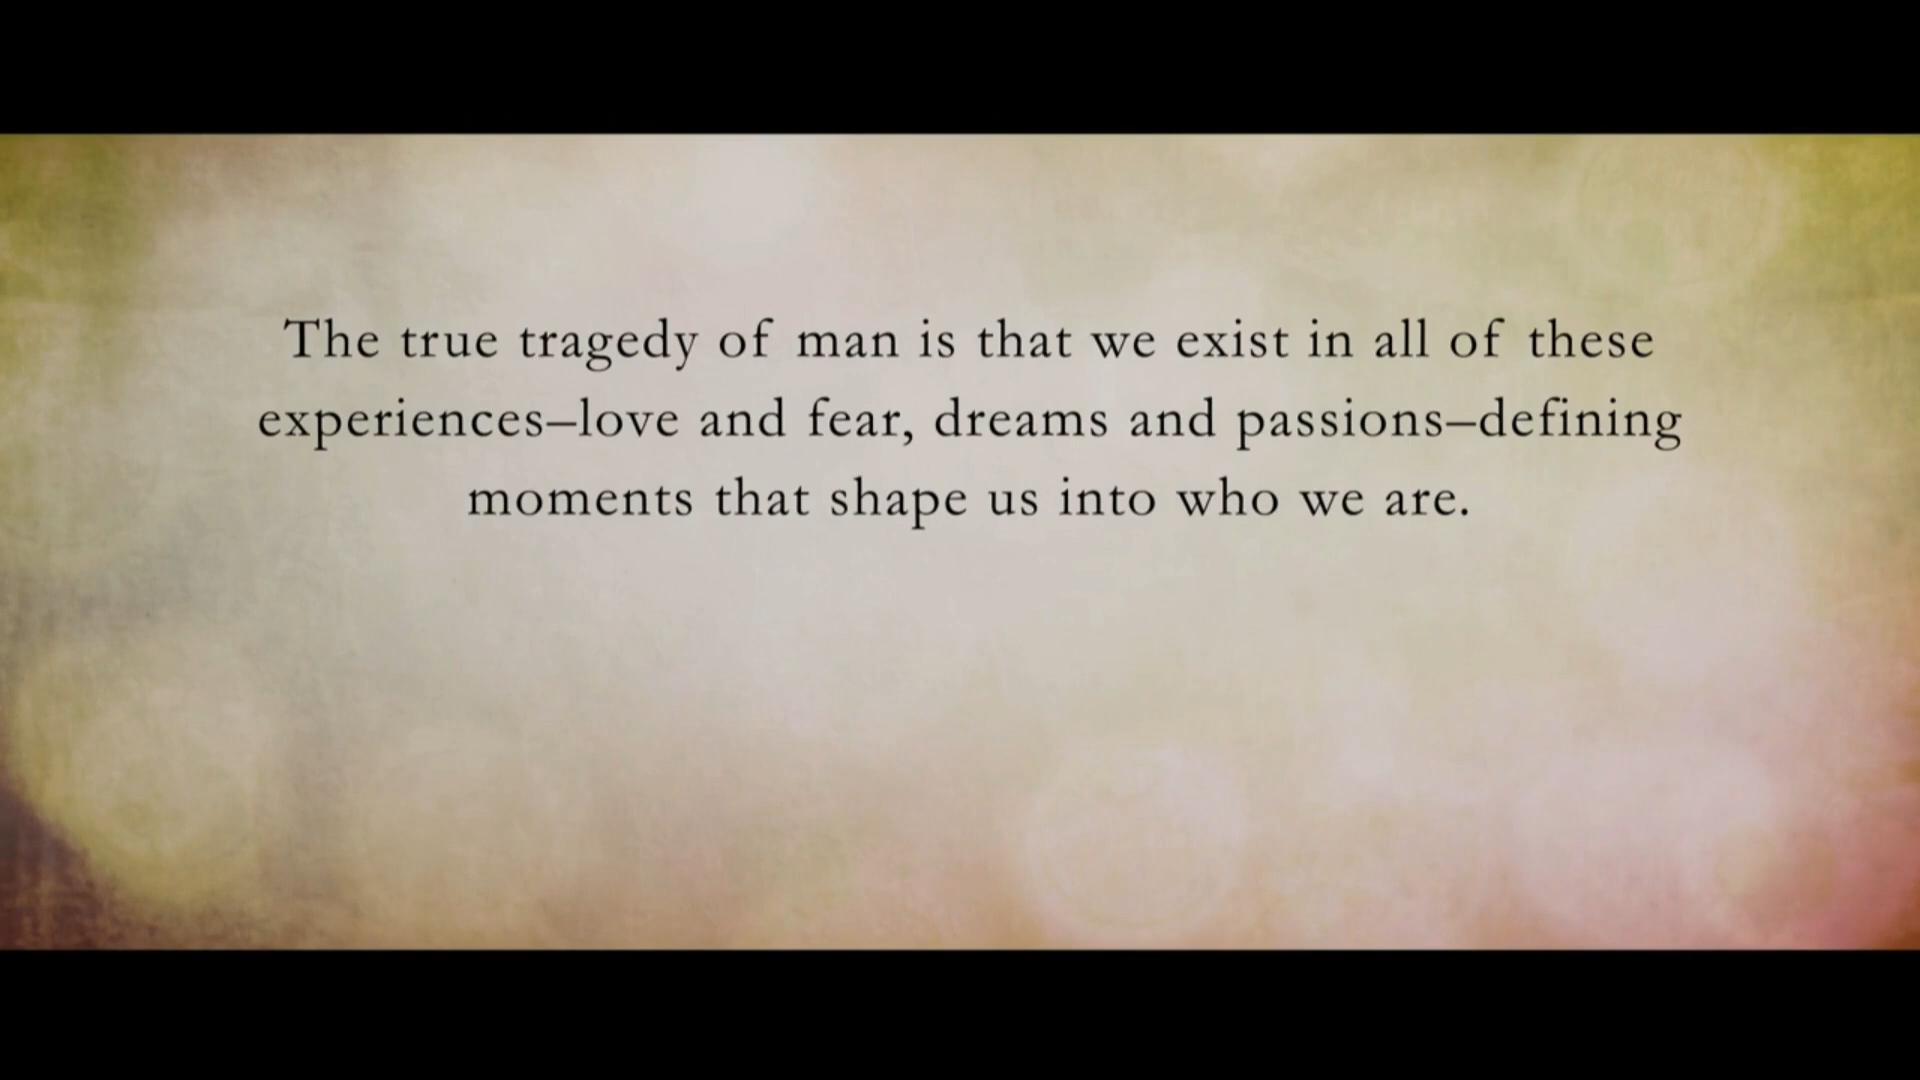 The true tragedy of man is that we exist in all of these
experiences–love and fear, dreams and passions–defining
moments that shape us into who we are.